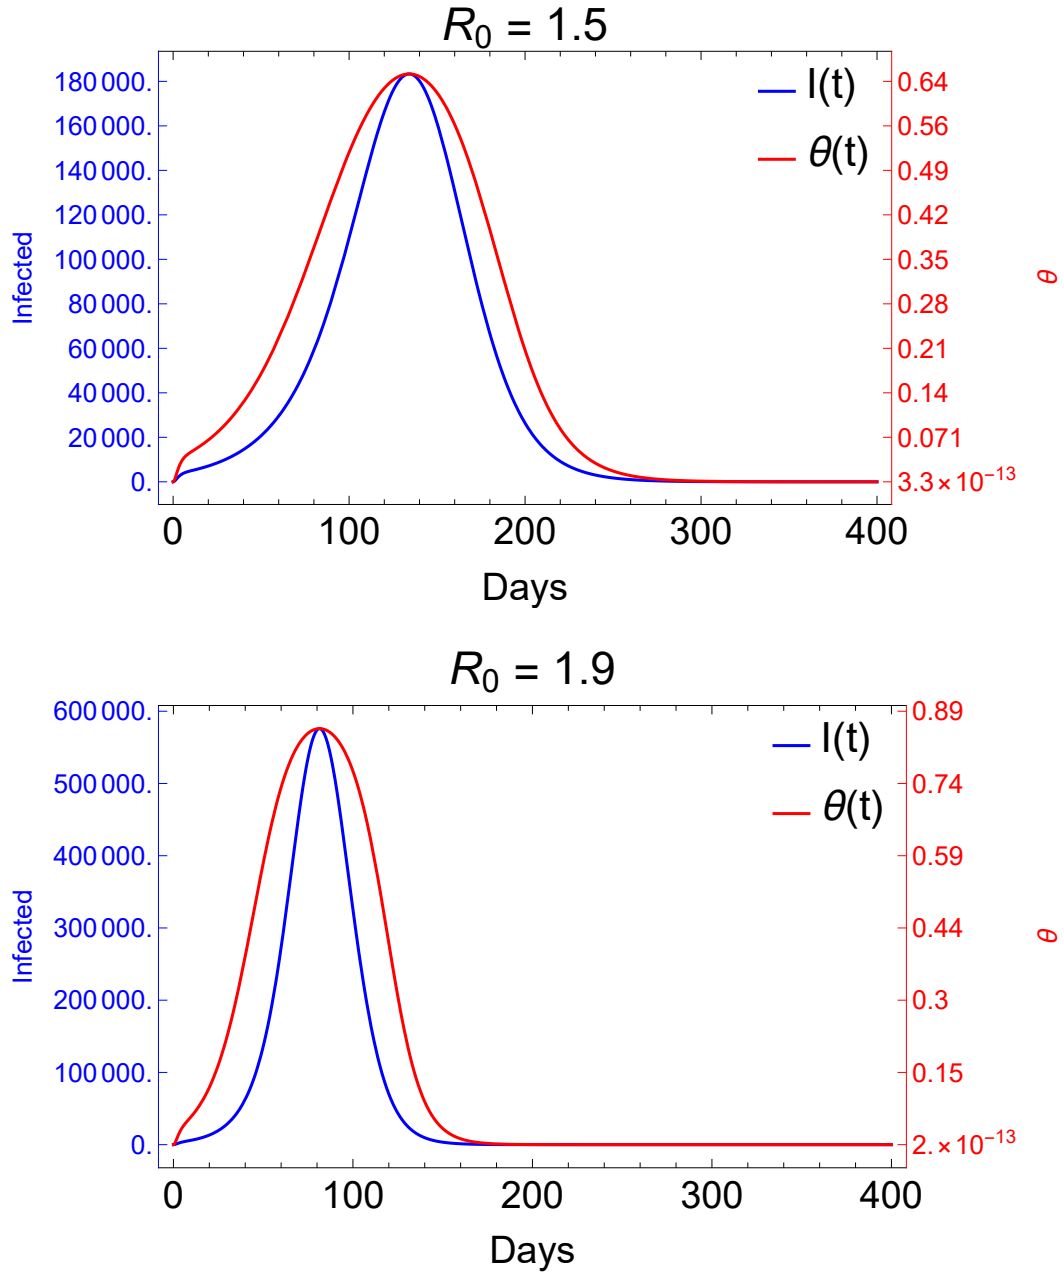 R0 = 1.5
I(t)
θ(t)
Infected
180 000.
160 000.
140 000.
120 000.
100 000.
80 000.
60 000.
40 000.
20 000.
0.
0.64
0.56
0.49
0.42
0.35
0.28
0.21
0.14
0.071
3.3×10−13
θ
0 100 200 300 400
Days
R0 = 1.9
I(t)
θ(t)
Infected
600 000.
500 000.
400 000.
300 000.
200 000.
100 000.
0.
0.89
0.74
0.59
0.44
0.3
0.15
2.×10−13
θ
0 100 200 300 400
Days